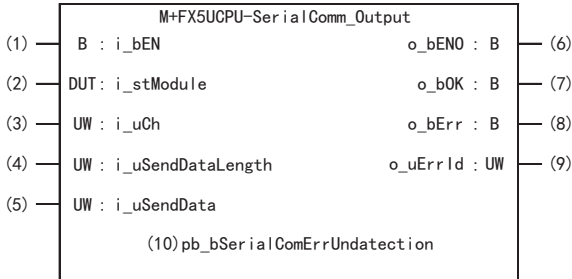 M+FX5UCPU-SerialComm_Output
(1) B : i_bEN o_bENO : B (6)
(2) DUT : i_stModule o_bOK : B (7)
(3) UW : i_uCh o_bErr : B (8)
(4) UW : i_uSendDataLength o_uErrId : UW (9)
(5) UW : i_uSendData
(10) pb_bSerialComErrUndatection